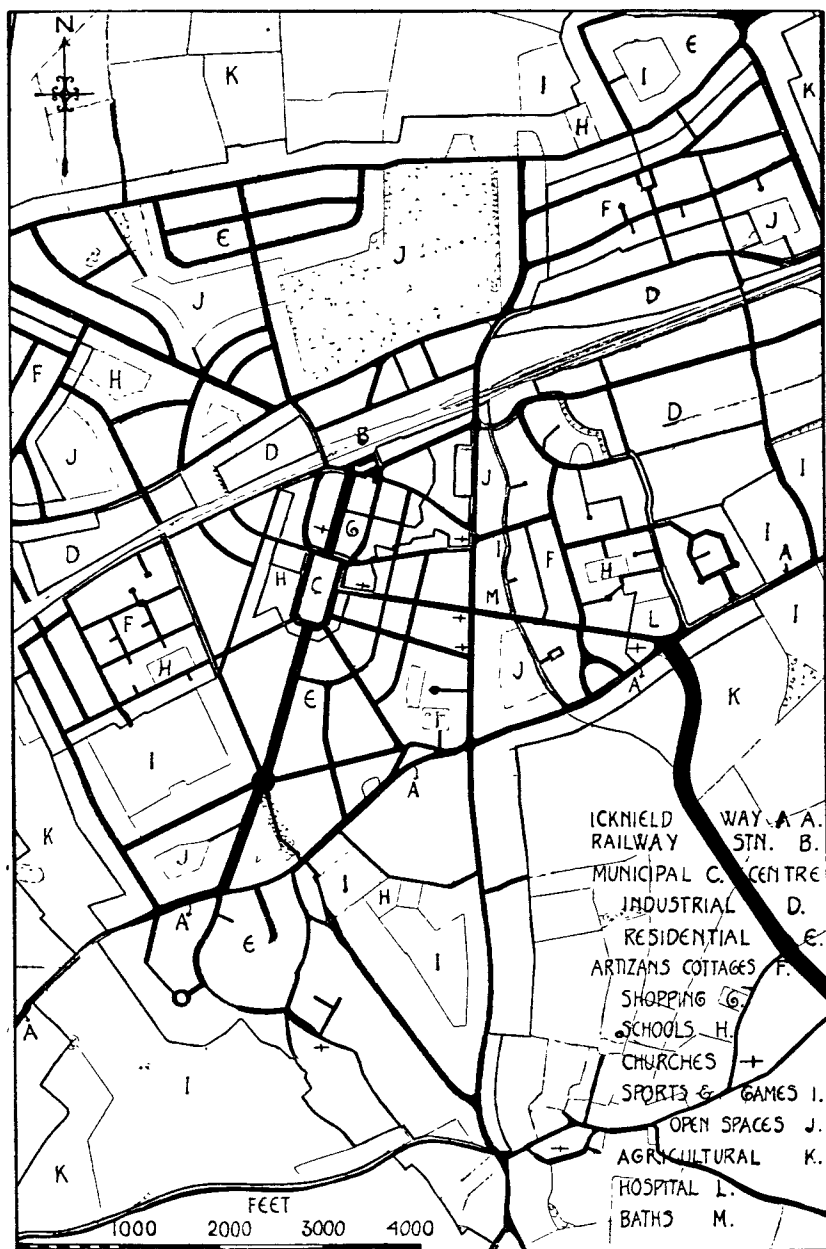 N
K
E
I
I
K
H
F
J
E
J
J
D
F
H
D
B
D
J
J
I
G
D
I
H
I
A
C
F
H
M
I
F
L
H
J
A
K
E
I
A
K
J
I
H
A
E
I
A
I
K
ICKNIELD WAY A A.
RAILWAY STN. B.
MUNICIPAL C. CENTRE
INDUSTRIAL D.
RESIDENTIAL E.
ARTIZANS COTTAGES F.
SHOPPING G.
SCHOOLS H.
CHURCHES
SPORTS & GAMES I.
OPEN SPACES J.
AGRICULTURAL K.
HOSPITAL L.
BATHS M.
FEET
1000 2000 3000 4000